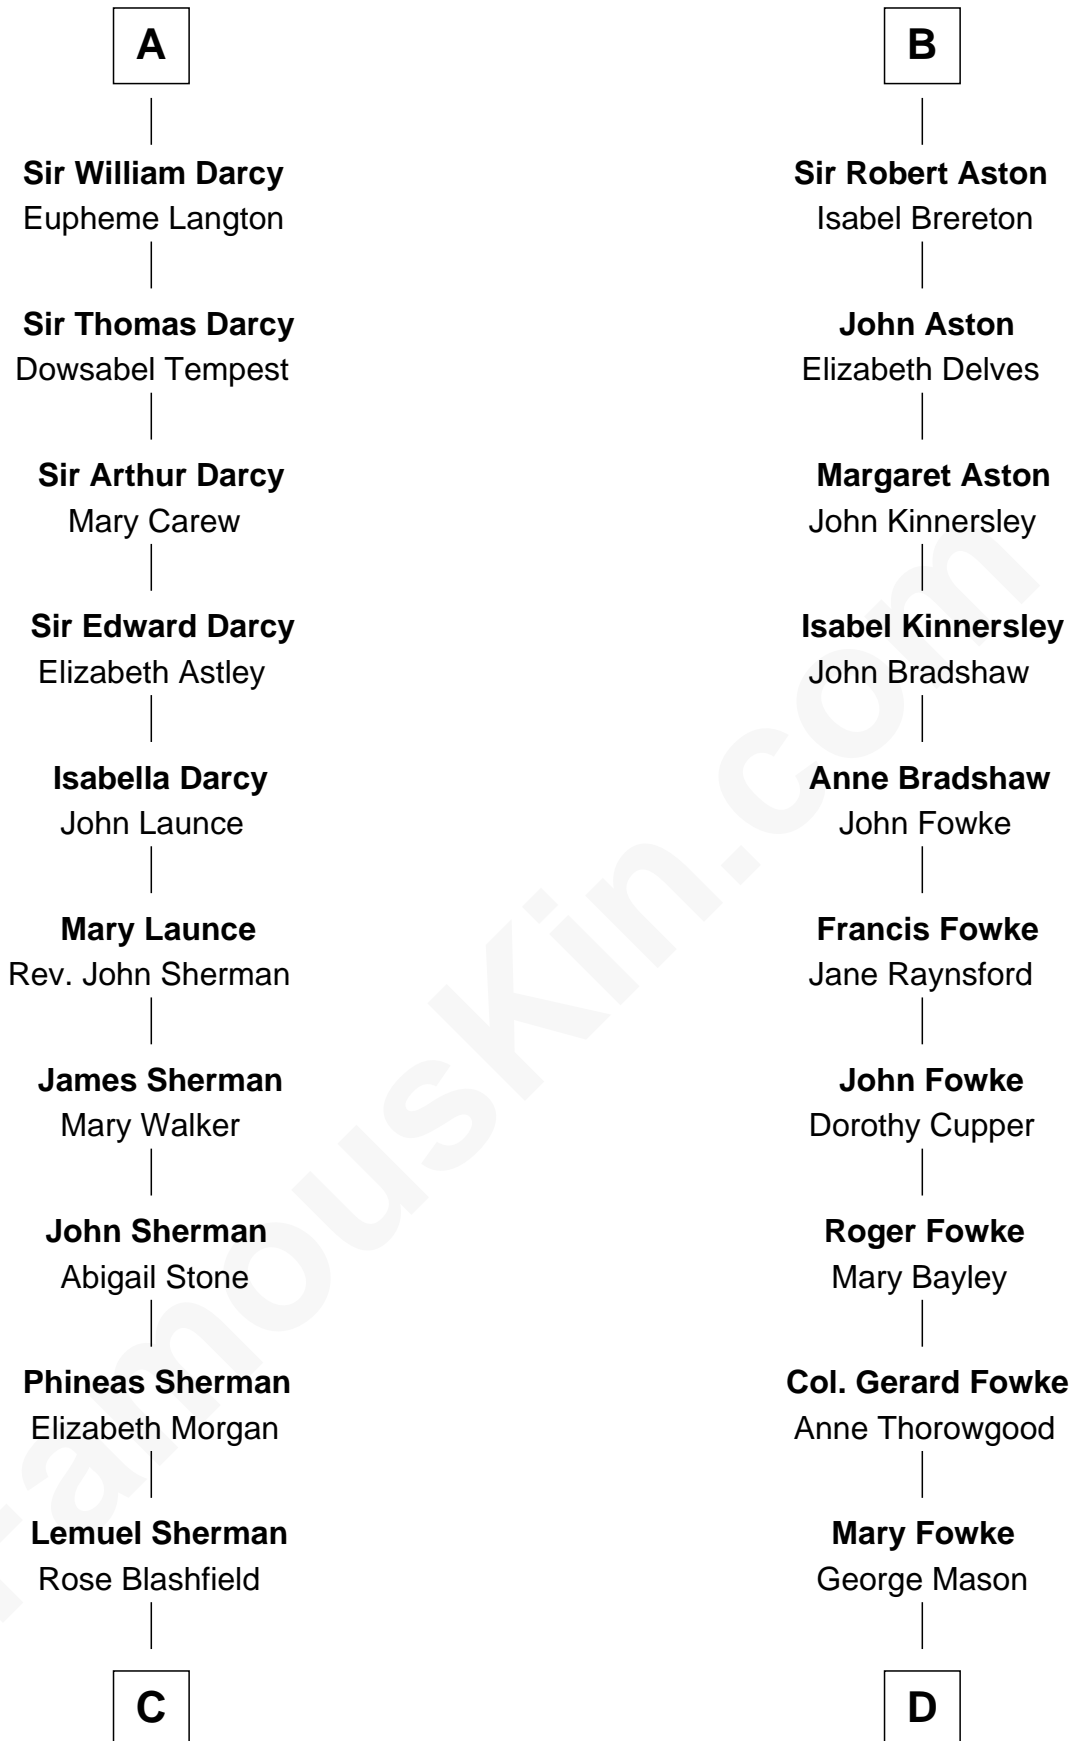 A
Sir William Darcy
Eupheme Langton
Sir Thomas Darcy
Dowsabel Tempest
Sir Arthur Darcy
Mary Carew
Sir Edward Darcy
Elizabeth Astley
Isabella Darcy
John Launce
Mary Launce
Rev. John Sherman
James Sherman
Mary Walker
John Sherman
Abigail Stone
Phineas Sherman
Elizabeth Morgan
Lemuel Sherman
Rose Blashfield
C
B
Sir Robert Aston
Isabel Brereton
John Aston
Elizabeth Delves
Margaret Aston
John Kinnersley
Isabel Kinnersley
John Bradshaw
Anne Bradshaw
John Fowke
Francis Fowke
Jane Raynsford
John Fowke
Dorothy Cupper
Roger Fowke
Mary Bayley
Col. Gerard Fowke
Anne Thorowgood
Mary Fowke
George Mason
D
FamousKin.com